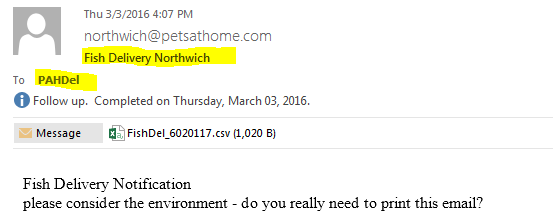 Thu 3/3/2016 4:07 PM
northwich@petsathome.com
Fish Delivery Northwich
To PAHDel
Follow up. Completed on Thursday, March 03, 2016.
Message FishDel_6020117.csv (1,020 B)
Fish Delivery Notification
please consider the environment - do you really need to print this email?